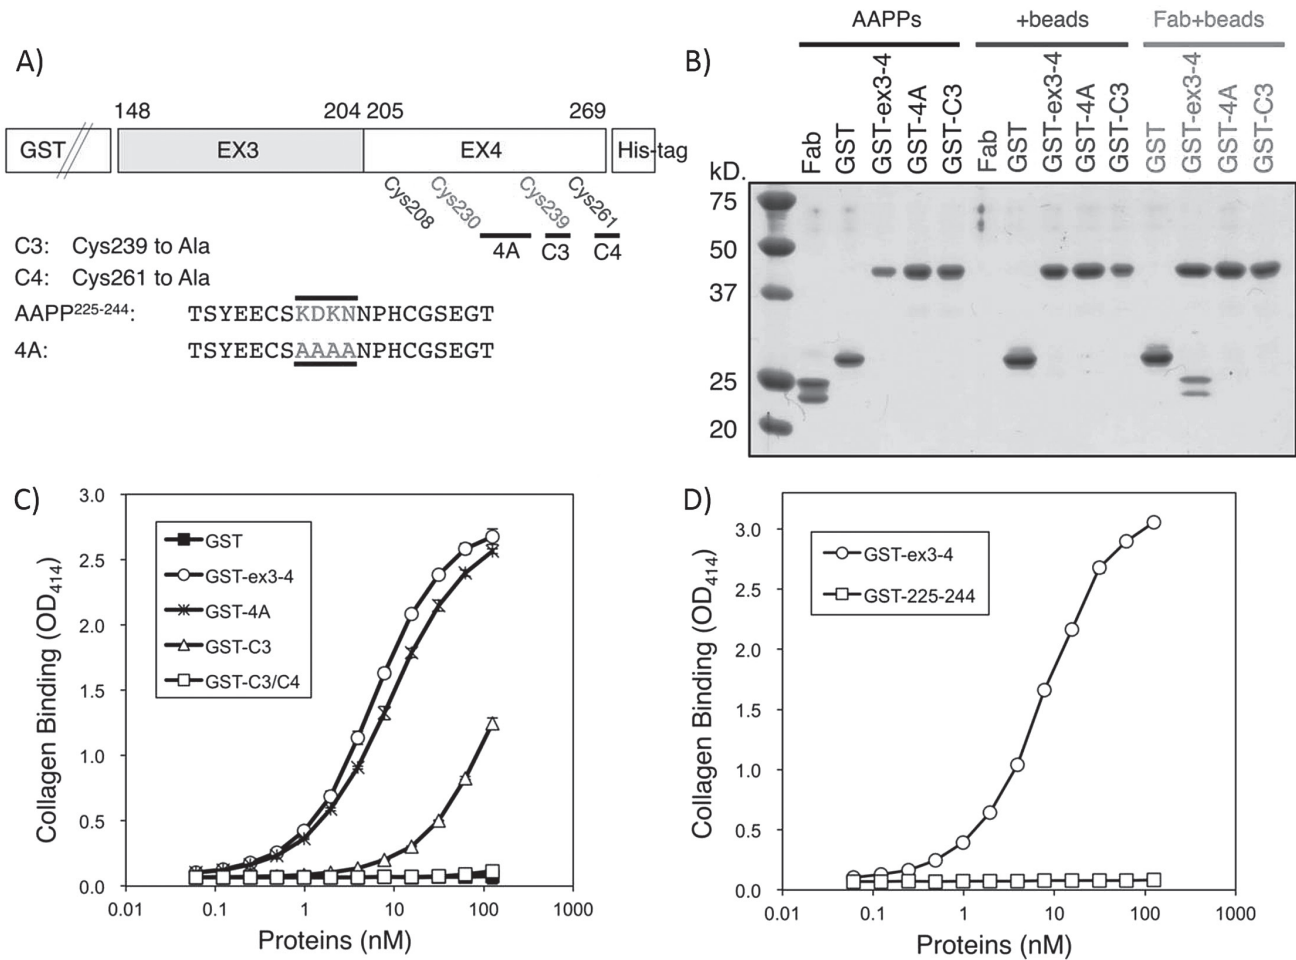 A)
148 204 205 269
GST EX3 EX4 His-tag
Cys208 Cys230 Cys239 Cys261
4A C3 C4
C3: Cys239 to Ala
C4: Cys261 to Ala
AAPP225-244: TSYEECSKDKNNPHCGSEGT
4A: TSYEECSAAAANPHCGSEGT
B)
AAPPs +beads Fab+beads
Fab GST GST-ex3-4 GST-4A GST-C3 Fab GST GST-ex3-4 GST-4A GST-C3 GST GST-ex3-4 GST-4A GST-C3
kD.
75
50
37
25
20
C)
Collagen Binding (OD414)
3.0
2.5
2.0
1.5
1.0
0.5
0.0
GST
GST-ex3-4
GST-4A
GST-C3
GST-C3/C4
0.01 0.1 1 10 100 1000
Proteins (nM)
D)
Collagen Binding (OD414)
3.0
2.5
2.0
1.5
1.0
0.5
0.0
GST-ex3-4
GST-225-244
0.01 0.1 1 10 100 1000
Proteins (nM)